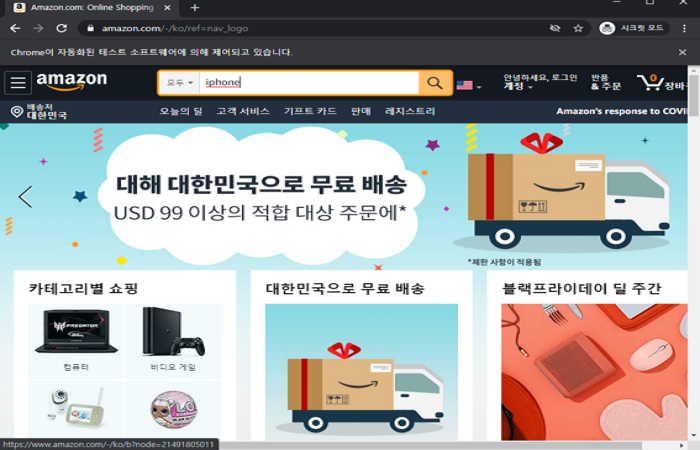 Amazon.com: Online Shopping
amazon.com/-/ko/ref=nav_logo
시크릿 모드
Chrome이 자동화된 테스트 소프트웨어에 의해 제어되고 있습니다.
amazon
모두
iphone
안녕하세요, 로그인
계정
반품
& 주문
0
장바
배송처
대한민국
오늘의 딜 고객 서비스 기프트 카드 판매 레지스트리
Amazon's response to COVI
대해 대한민국으로 무료 배송
USD 99 이상의 적합 대상 주문에*
*제한 사항이 적용됨
카테고리별 쇼핑
대한민국으로 무료 배송
블랙프라이데이 딜 주간
PREDATOR
컴퓨터
비디오 게임
https://www.amazon.com/-/ko/b?node=21491805011